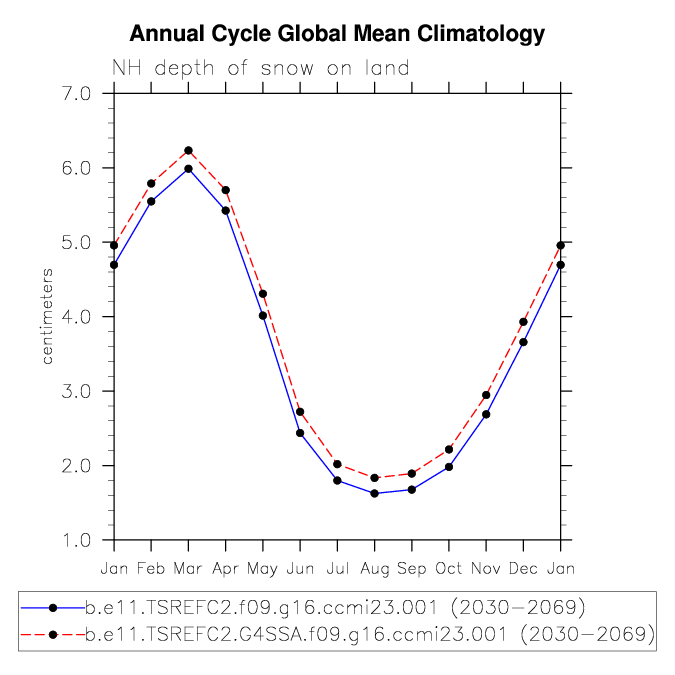 Annual Cycle Global Mean Climatology
NH depth of snow on land
7.0
6.0
5.0
4.0
3.0
2.0
1.0
centimeters
Jan Feb Mar Apr May Jun Jul Aug Sep Oct Nov Dec Jan
b.e11.TSREFC2.f09.g16.ccmi23.001 (2030-2069)
b.e11.TSREFC2.G4SSA.f09.g16.ccmi23.001 (2030-2069)